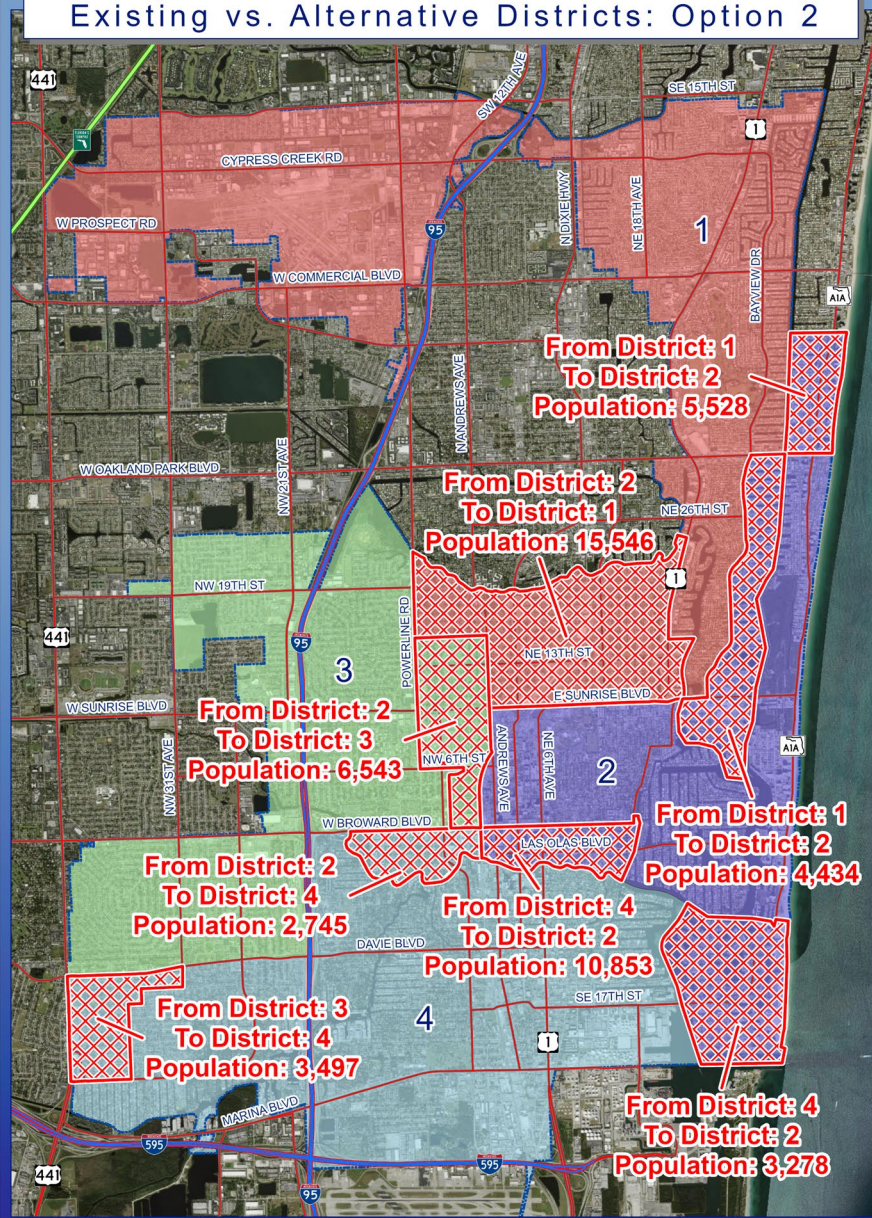 Existing vs. Alternative Districts: Option 2
441
SE 15TH ST
SW 12TH AVE
1
CYPRESS CREEK RD
N DIXIE HWY
NE 18TH AVE
W PROSPECT RD
95
1
BAYVIEW DR
W COMMERCIAL BLVD
A1A
From District: 1
To District: 2
Population: 5,528
N ANDREWS AVE
NW 21ST AVE
W OAKLAND PARK BLVD
From District: 2
To District: 1
Population: 15,546
NE 26TH ST
NW 19TH ST
1
POWERLINE RD
441
95
NE 13TH ST
3
E SUNRISE BLVD
W SUNRISE BLVD
From District: 2
To District: 3
Population: 6,543
NW 6TH ST
ANDREWS AVE
NE 6TH AVE
A1A
2
NW 31ST AVE
W BROWARD BLVD
From District: 1
To District: 2
Population: 4,434
LAS OLAS BLVD
From District: 2
To District: 4
Population: 2,745
From District: 4
To District: 2
Population: 10,853
DAVIE BLVD
SE 17TH ST
From District: 3
To District: 4
Population: 3,497
4
1
MARINA BLVD
From District: 4
To District: 2
Population: 3,278
595
595
441
95